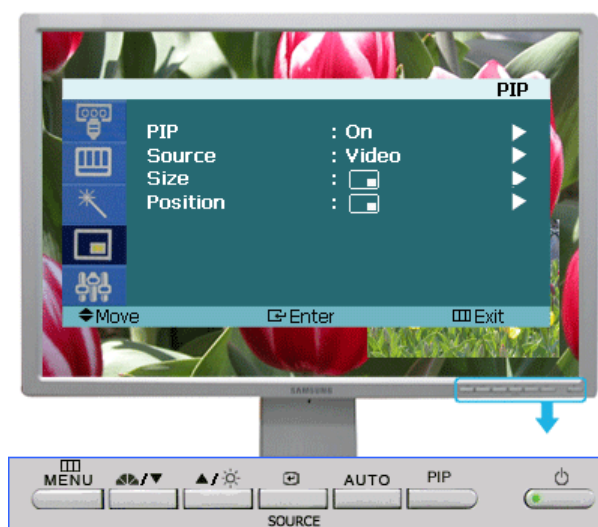 PIP
PIP : On
Source : Video
Size :
Position :
Move Enter Exit
SAMSUNG
MENU AUTO PIP
SOURCE